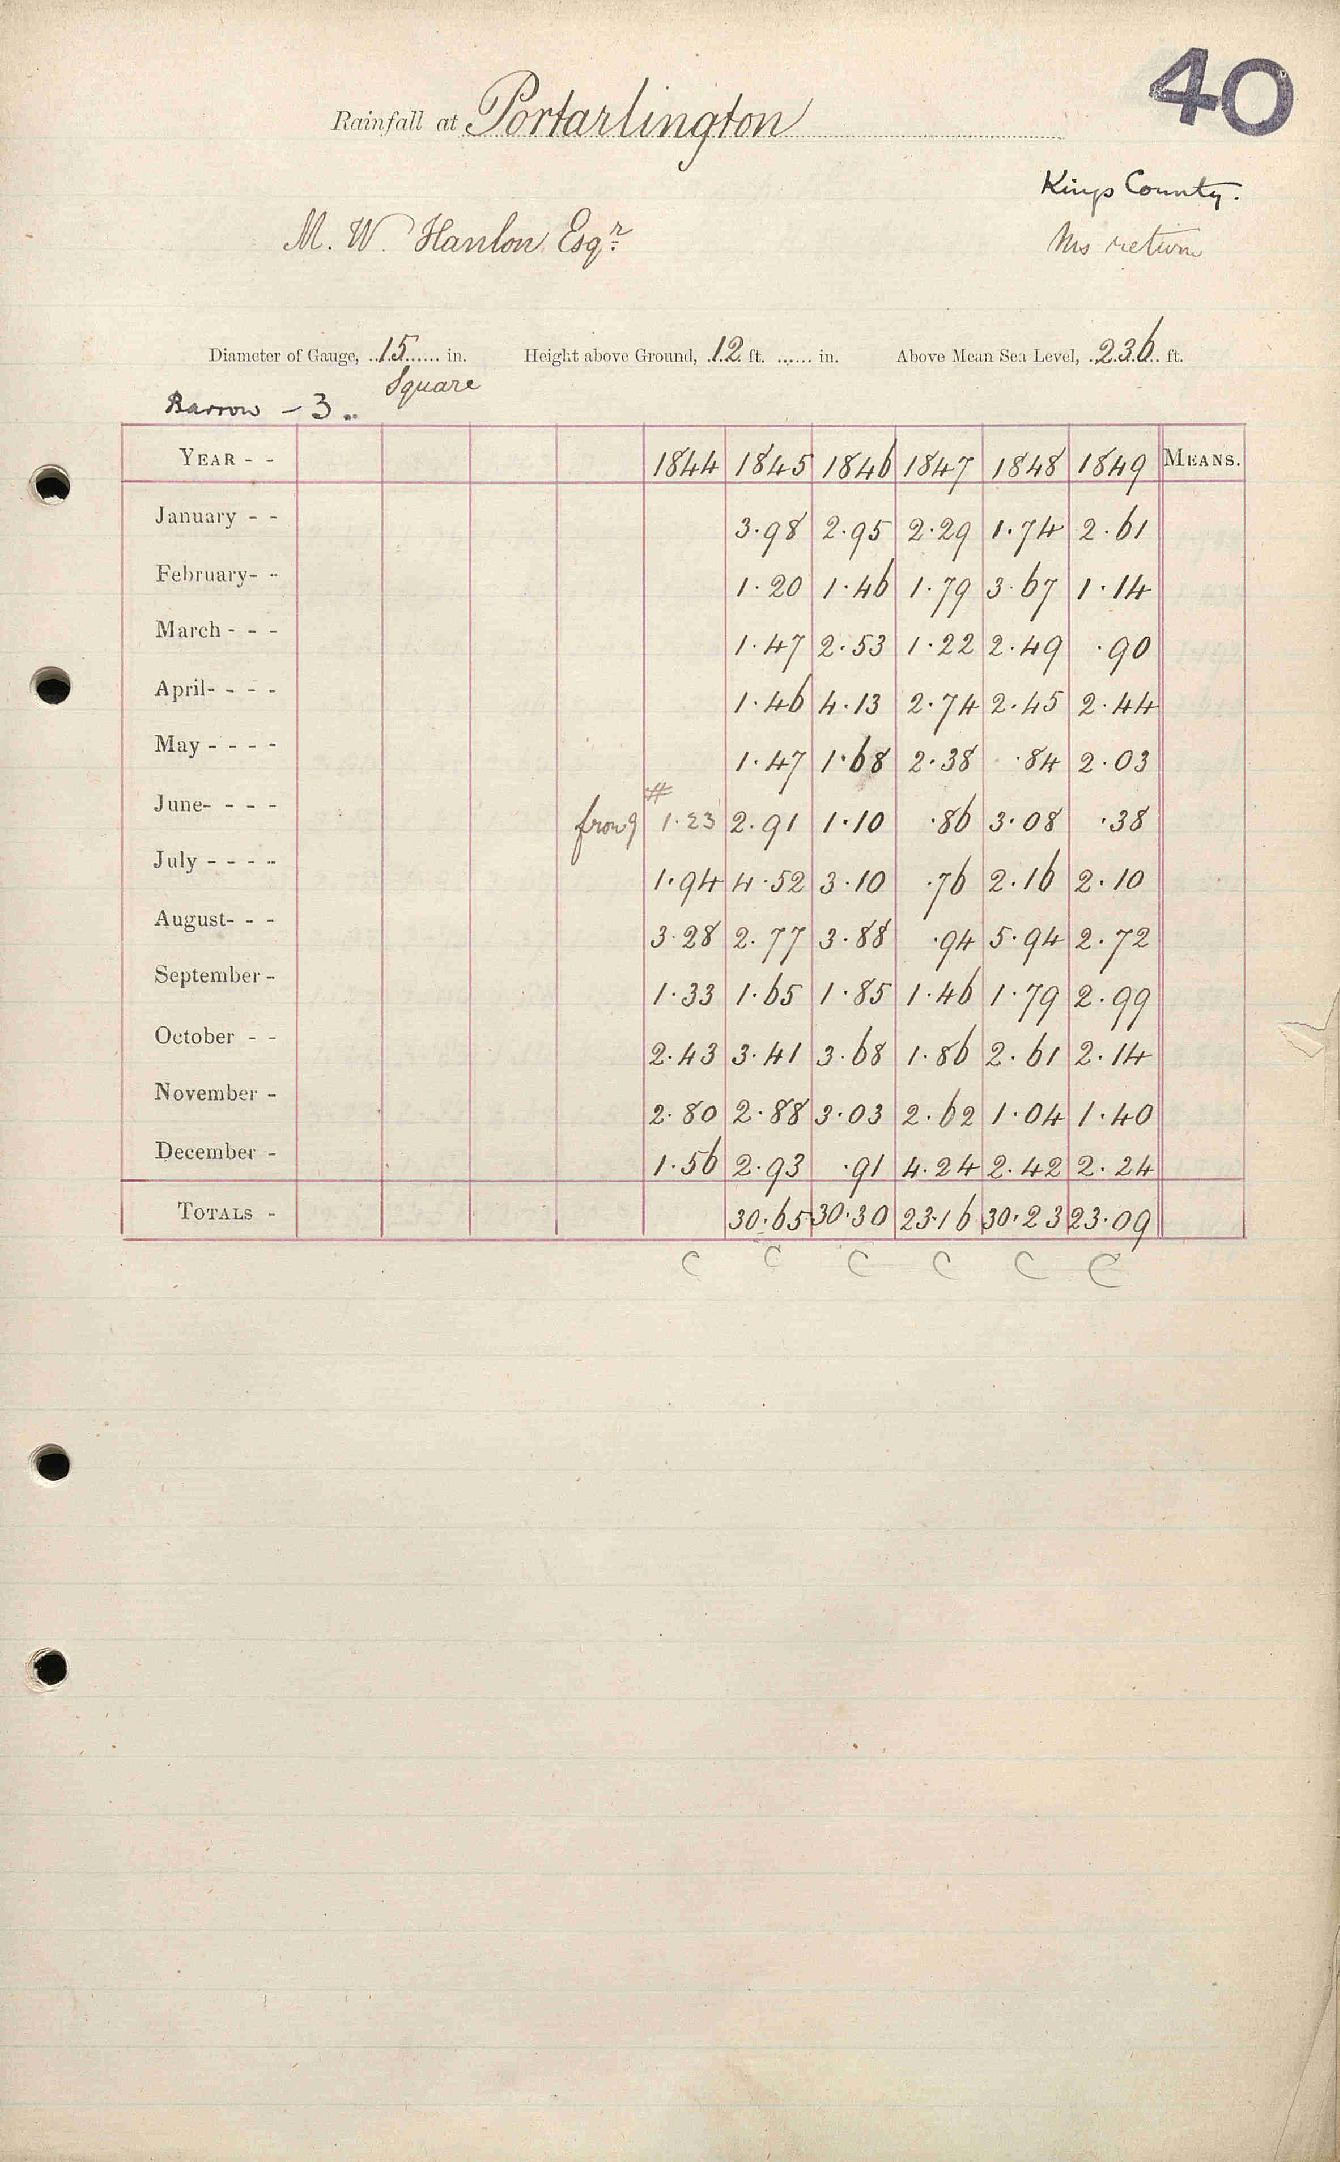 40
Rainfall at Portarlington
Kings County.
M. W. Hanlon Esqr
Ms return
Diameter of Gauge, 15 in. Height above Ground, 12 ft. in. Above Mean Sea Level, 236 ft.
Square
Barrow - 3
YEAR - - 1844 1845 1846 1847 1848 1849 MEANS.
January - - 3.98 2.95 2.29 1.74 2.61
February - - 1.20 1.46 1.79 3.67 1.14
March - - - 1.47 2.53 1.22 2.49 .90
April - - - - 1.46 4.13 2.74 2.45 2.44
May - - - - 1.47 1.68 2.38 .84 2.03
June - - - - from 9 # 1.23 2.91 1.10 .86 3.08 .38
July - - - - 1.94 4.52 3.10 .76 2.16 2.10
August - - - 3.28 2.77 3.88 .94 5.94 2.72
September - 1.33 1.65 1.85 1.46 1.79 2.99
October - - 2.43 3.41 3.68 1.86 2.61 2.14
November - 2.80 2.88 3.03 2.62 1.04 1.40
December - 1.56 2.93 .91 4.24 2.42 2.24
TOTALS - 30.65 30.30 23.16 30.23 23.09
C C C C C C